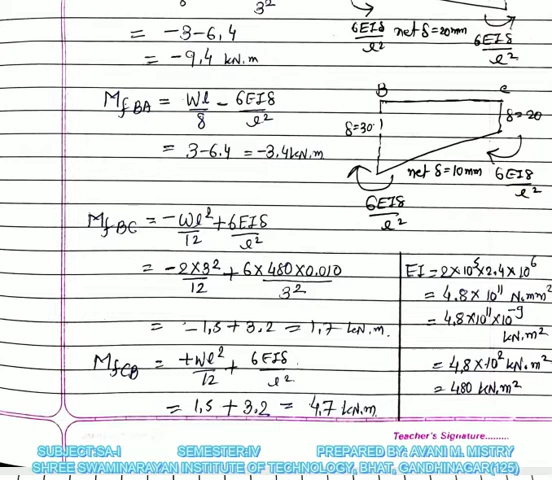 3²
= -3-6,4
= -9,4 kN.m
6EIδ/l² net δ=20mm 6EIδ/l²
MfBA = Wl/8 - 6EIδ/l²
= 3-6.4 = -3.4kN.m
B C
δ=30
δ=20
net δ=10mm 6EIδ/l²
6EIδ/l²
MfBC = -Wl²/12 + 6EIδ/l²
= -2×3²/12 + 6×480×0.010/3²
= -1,5 + 3.2 = 1,7 kN.m.
MfCB = +Wl²/12 + 6EIδ/l²
= 1,5 + 3.2 = 4,7 kN.m
EI = 2×10⁵×2.4×10⁶
= 4.8×10¹¹ N.mm²
= 4,8×10¹¹×10⁻⁹
kN.m²
= 4,8×10² kN.m²
= 480 kN.m²
Teacher's Signature.........
SUBJECT:SA-I SEMESTER:IV PREPARED BY: AVANI M. MISTRY
SHREE SWAMINARAYAN INSTITUTE OF TECHNOLOGY, BHAT, GANDHINAGAR(125)